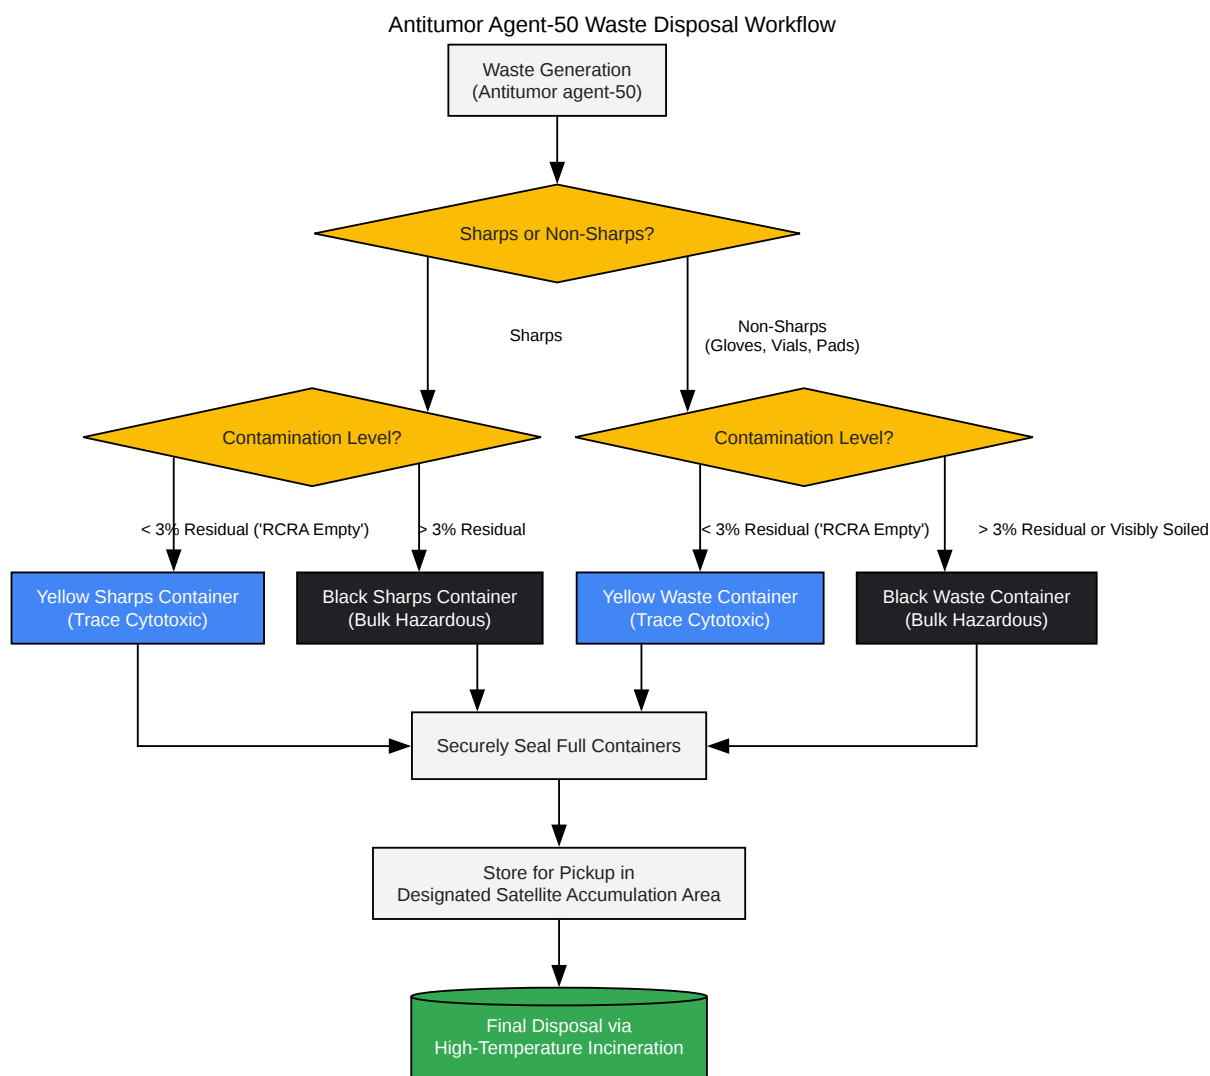 Antitumor Agent-50 Waste Disposal Workflow
Waste Generation
(Antitumor agent-50)
Sharps or Non-Sharps?
Sharps
Non-Sharps
(Gloves, Vials, Pads)
Contamination Level?
Contamination Level?
< 3% Residual ('RCRA Empty')
> 3% Residual
< 3% Residual ('RCRA Empty')
> 3% Residual or Visibly Soiled
Yellow Sharps Container
(Trace Cytotoxic)
Black Sharps Container
(Bulk Hazardous)
Yellow Waste Container
(Trace Cytotoxic)
Black Waste Container
(Bulk Hazardous)
Securely Seal Full Containers
Store for Pickup in
Designated Satellite Accumulation Area
Final Disposal via
High-Temperature Incineration